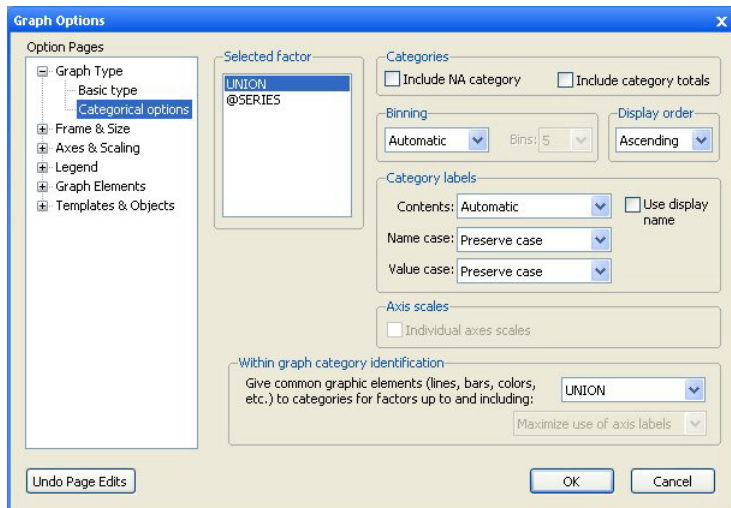 Graph Options
Option Pages
Graph Type
Basic type
Categorical options
Frame & Size
Axes & Scaling
Legend
Graph Elements
Templates & Objects
Selected factor
UNION
@SERIES
Categories
Include NA category
Include category totals
Binning
Automatic
Bins: 5
Display order
Ascending
Category labels
Contents: Automatic
Use display
name
Name case: Preserve case
Value case: Preserve case
Axis scales
Individual axes scales
Within graph category identification
Give common graphic elements (lines, bars, colors,
etc.) to categories for factors up to and including:
UNION
Maximize use of axis labels
Undo Page Edits
OK
Cancel